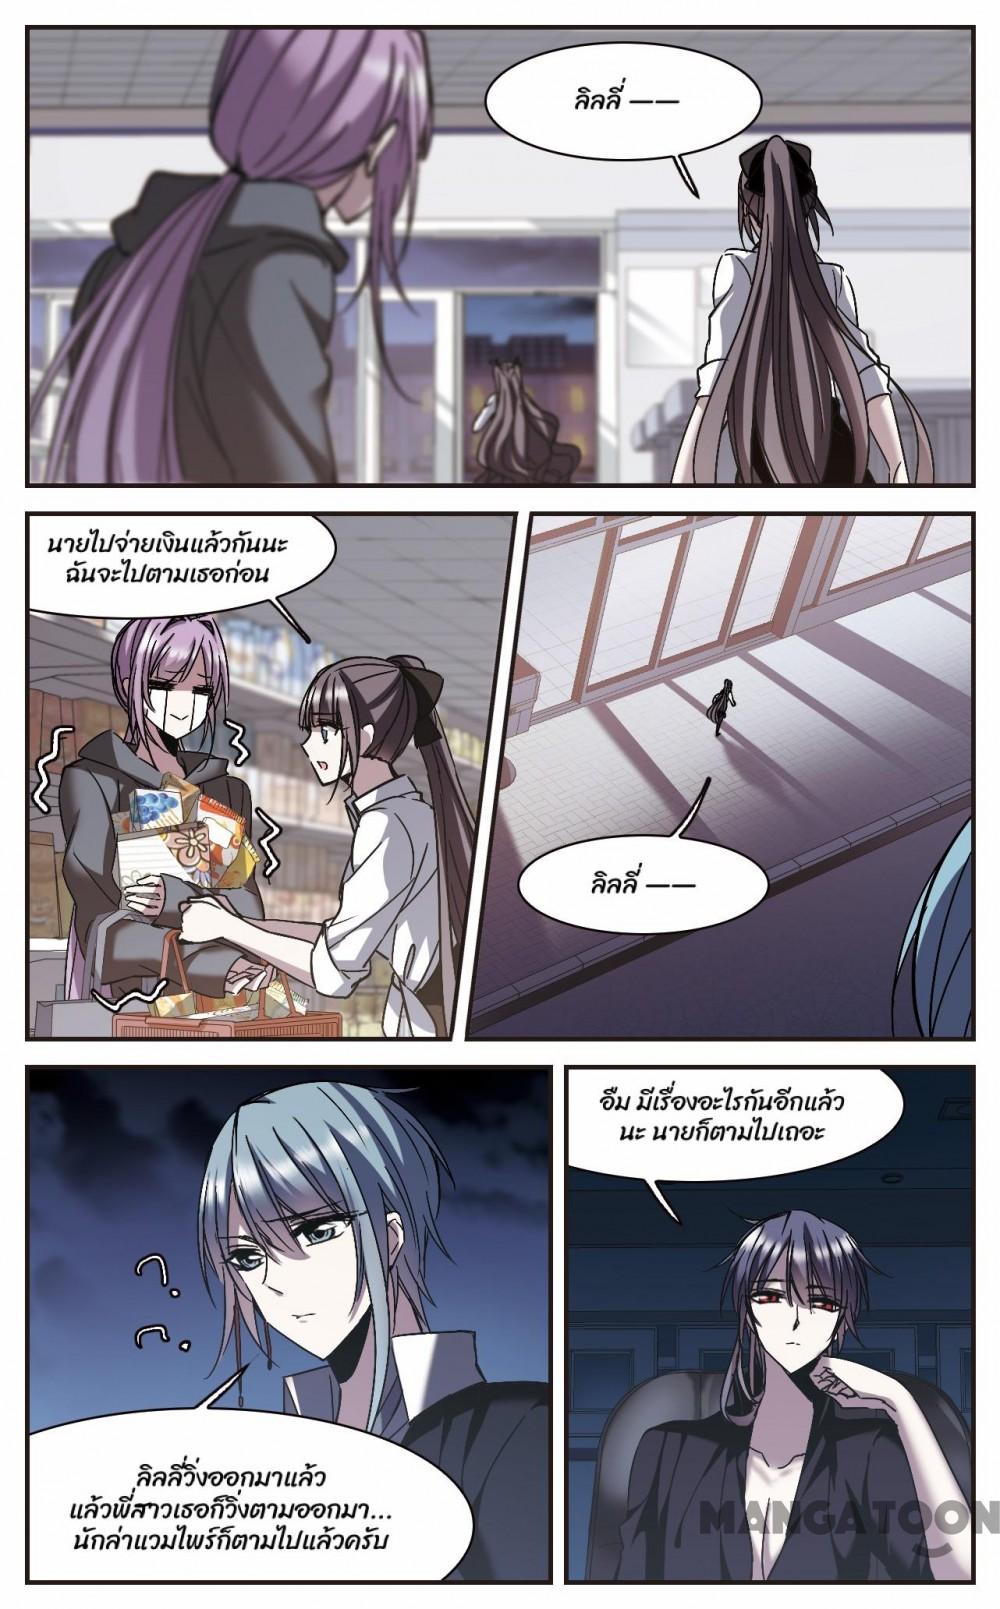 ลิลลี่ ——
นายไปจ่ายเงินแล้วกันนะ
ฉันจะไปตามเธอก่อน
ลิลลี่ ——
ลิลลี่วิ่งออกมาแล้ว
แล้วพี่สาวเธอก็วิ่งตามออกมา...
นักล่าแวมไพร์ก็ตามไปแล้วครับ
อืม มีเรื่องอะไรกันอีกแล้ว
นะ นายก็ตามไปเถอะ
MANGATOON